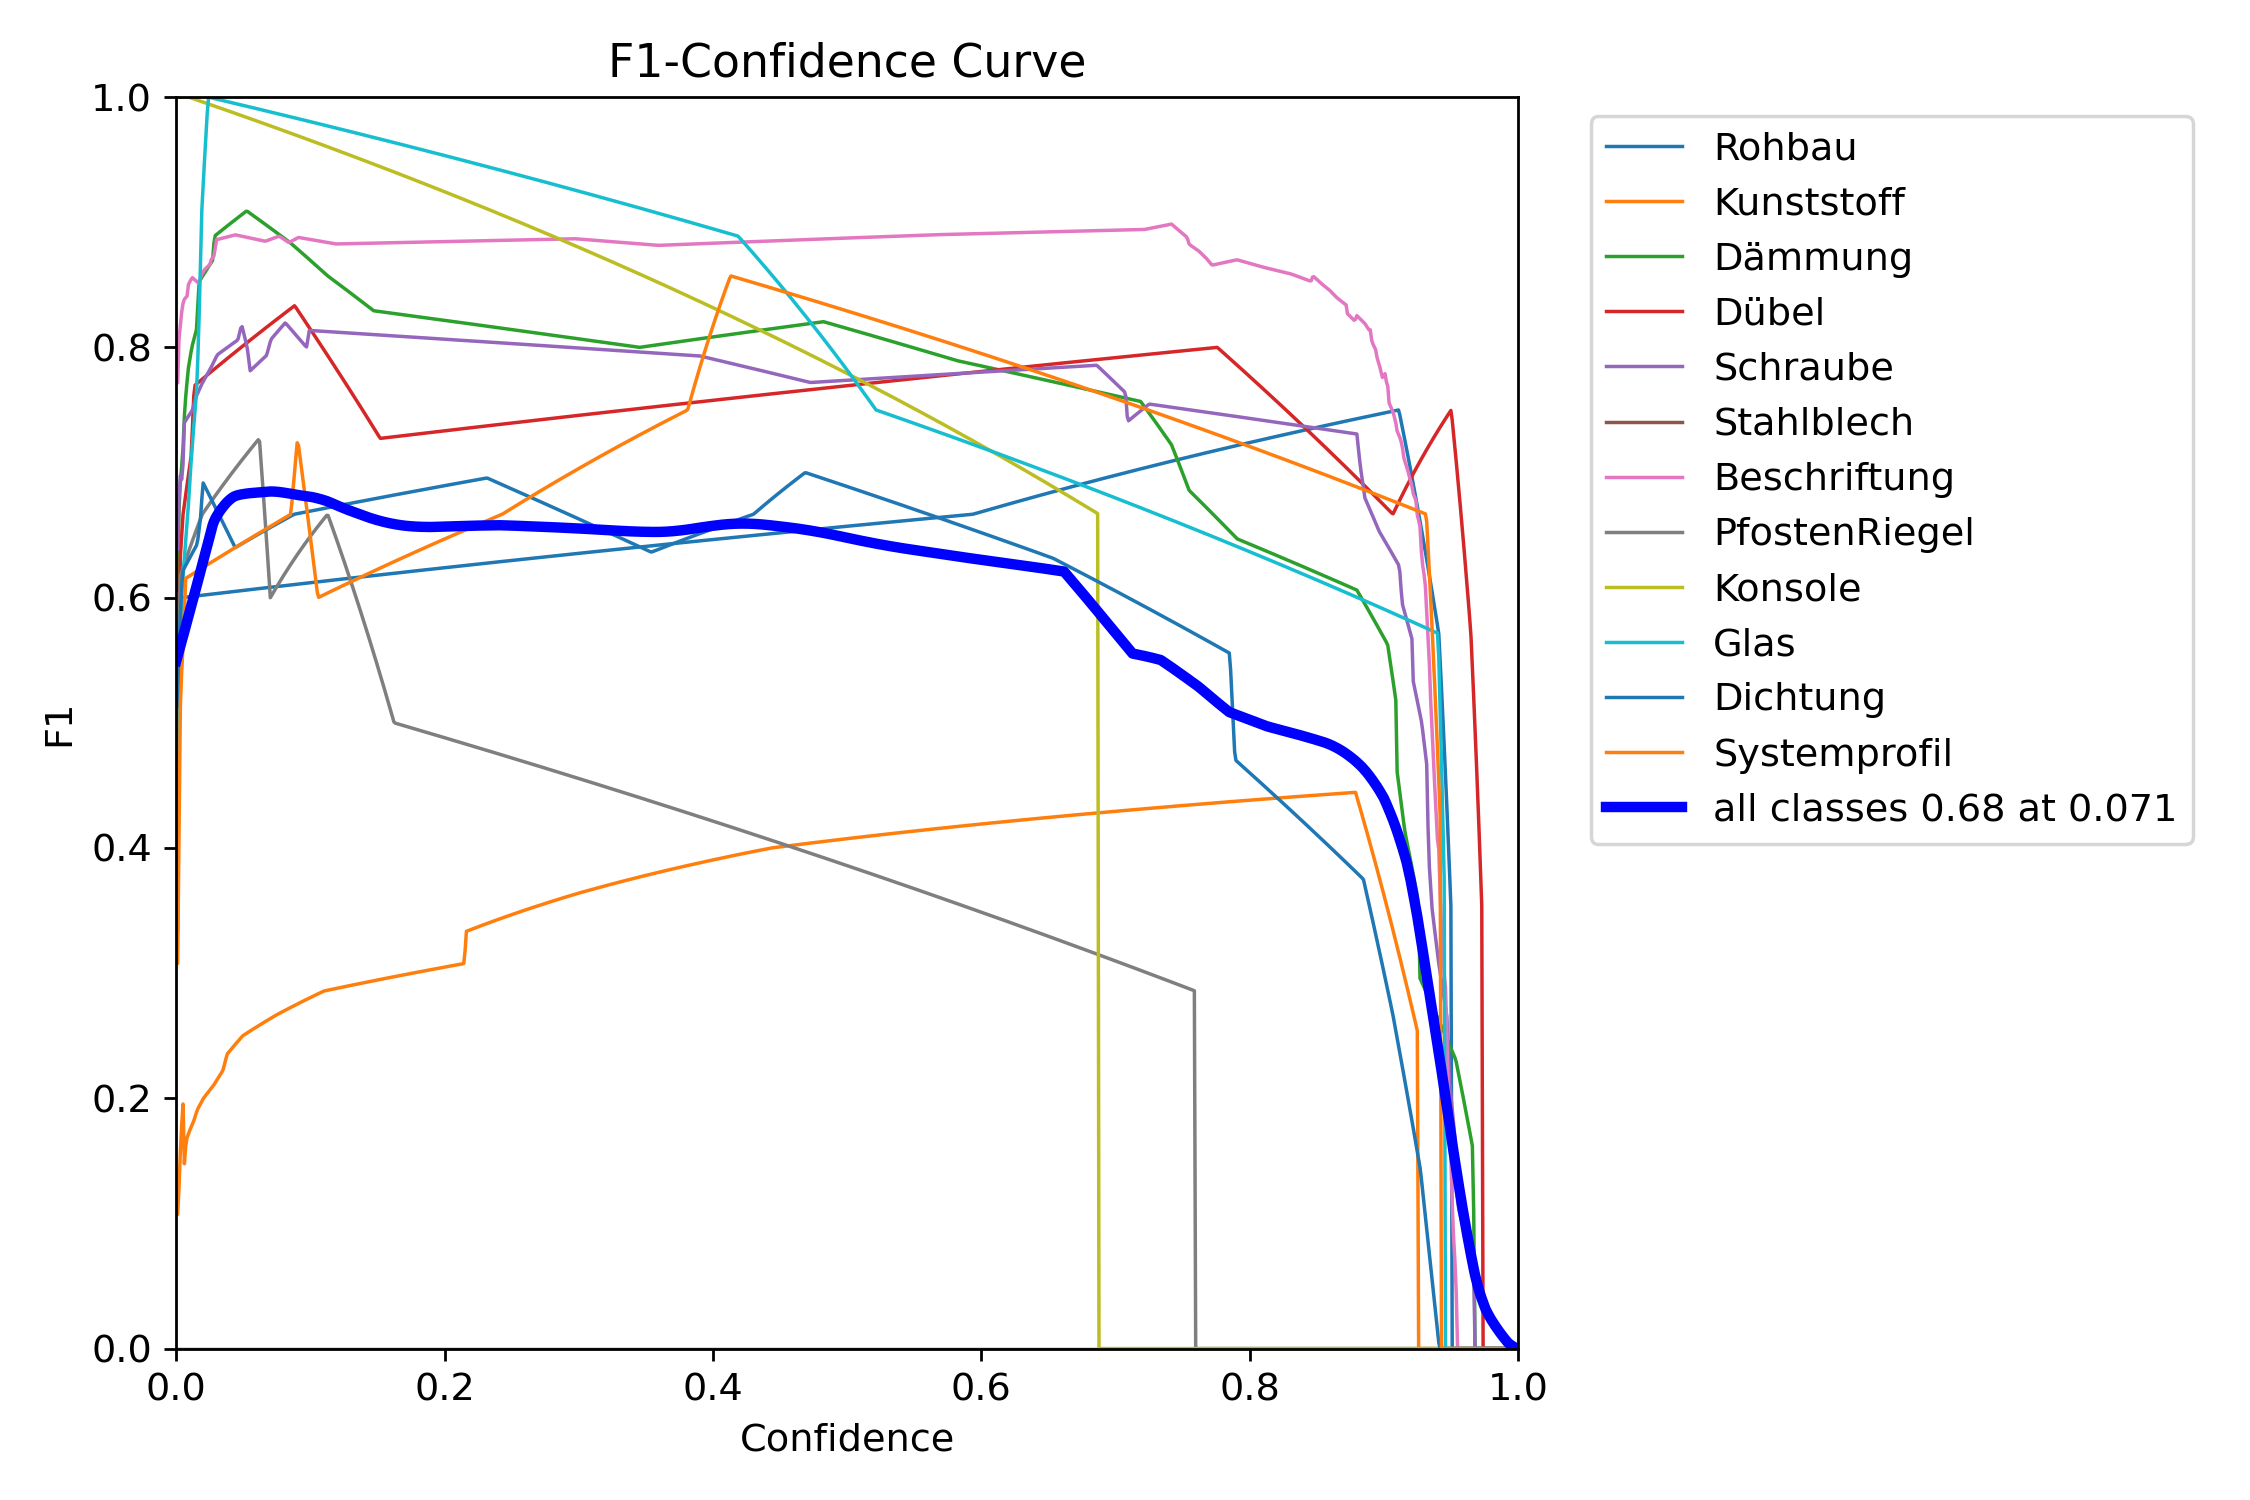 F1-Confidence Curve
1.0
0.8
0.6
0.4
0.2
0.0
F1
0.0 0.2 0.4 0.6 0.8 1.0
Confidence
Rohbau
Kunststoff
Dämmung
Dübel
Schraube
Stahlblech
Beschriftung
PfostenRiegel
Konsole
Glas
Dichtung
Systemprofil
all classes 0.68 at 0.071